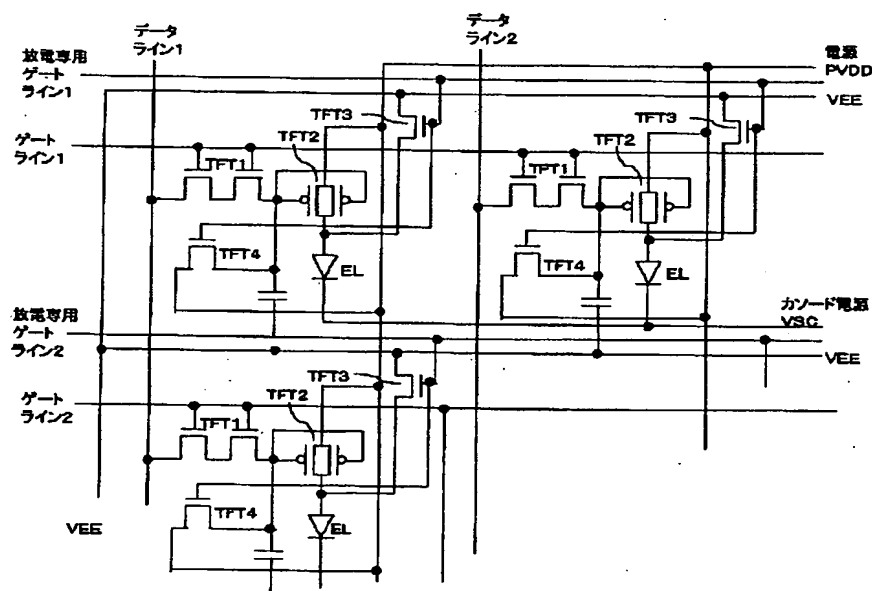 データ
ライン1
データ
ライン2
放電専用
ゲート
ライン1
電源
PVDD
VEE
TFT3
TFT3
ゲート
ライン1
TFT2
TFT2
TFT1
TFT1
TFT4
EL
TFT4
EL
放電専用
ゲート
ライン2
カソード電源
VSC
VEE
TFT3
TFT2
ゲート
ライン2
TFT1
TFT4
EL
VEE